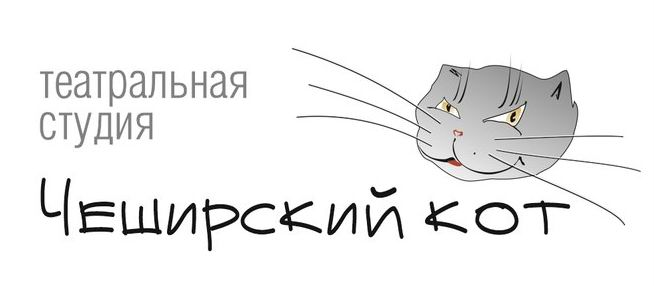 театральная
студия
Чеширский кот